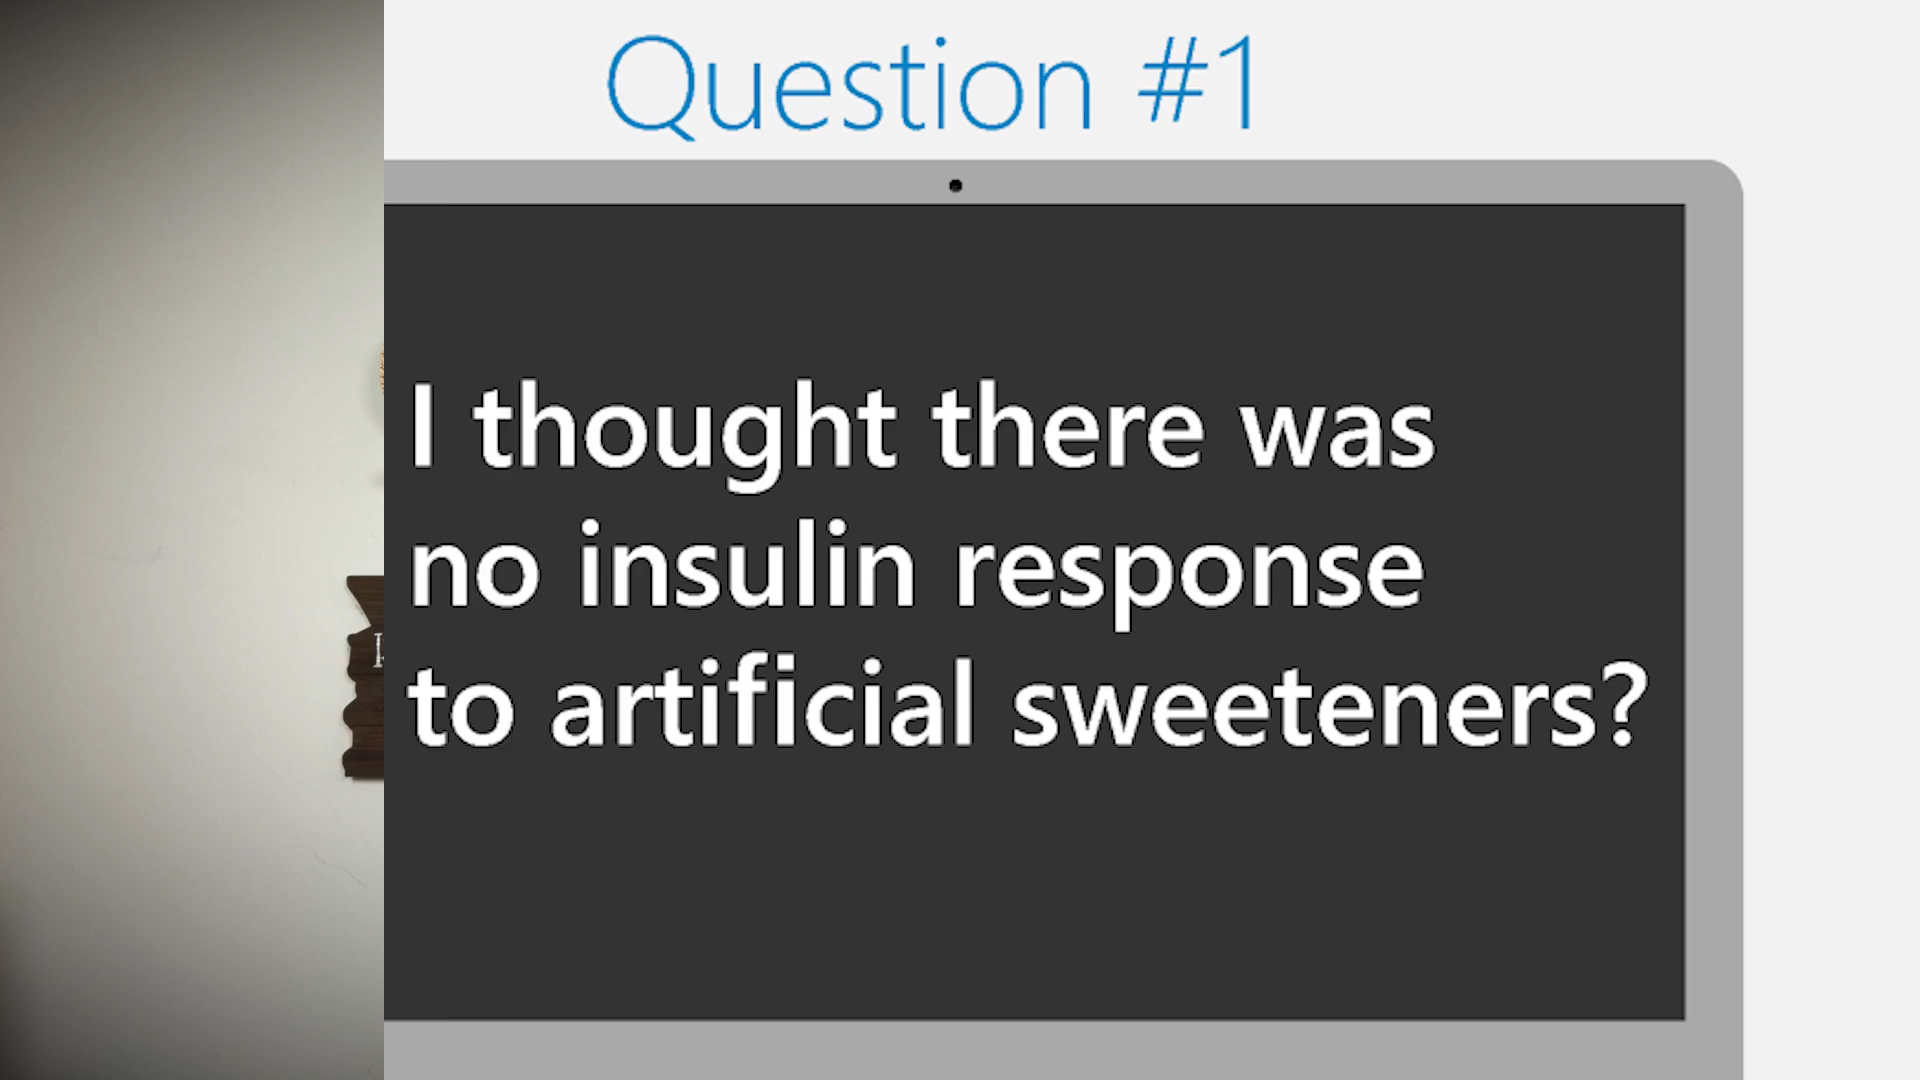 Question #1
I thought there was
no insulin response
to artificial sweeteners?